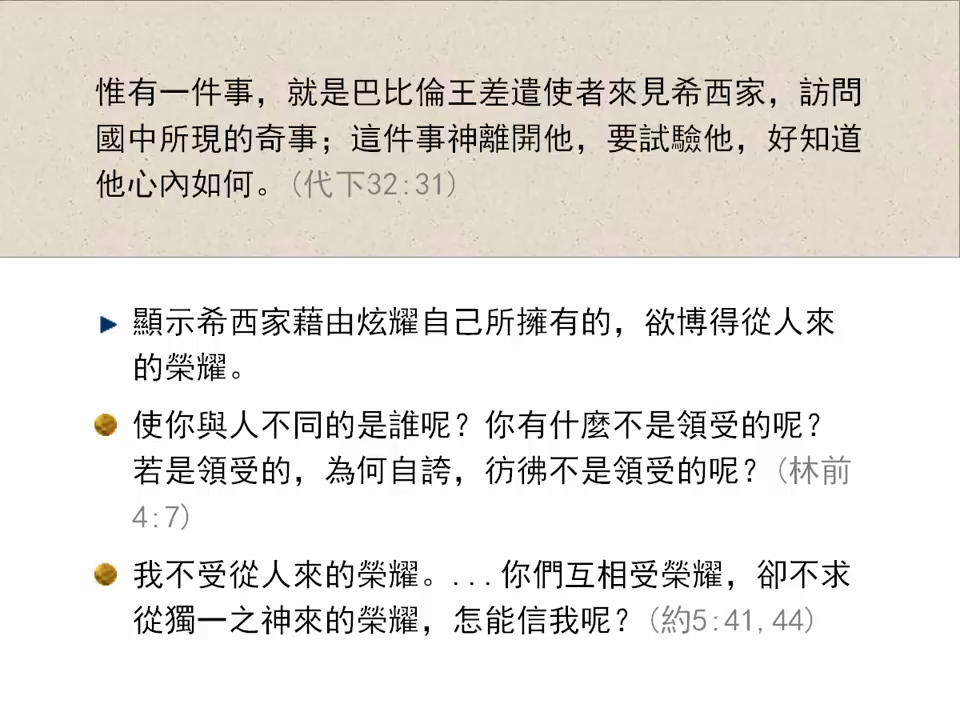 惟有一件事，就是巴比倫王差遣使者來見希西家，訪問
國中所現的奇事；這件事神離開他，要試驗他，好知道
他心內如何。(代下32:31)
顯示希西家藉由炫耀自己所擁有的，欲博得從人來
的榮耀。
使你與人不同的是誰呢？你有什麼不是領受的呢？
若是領受的，為何自誇，彷彿不是領受的呢？(林前
4:7)
我不受從人來的榮耀。...你們互相受榮耀，卻不求
從獨一之神來的榮耀，怎能信我呢？(約5:41,44)